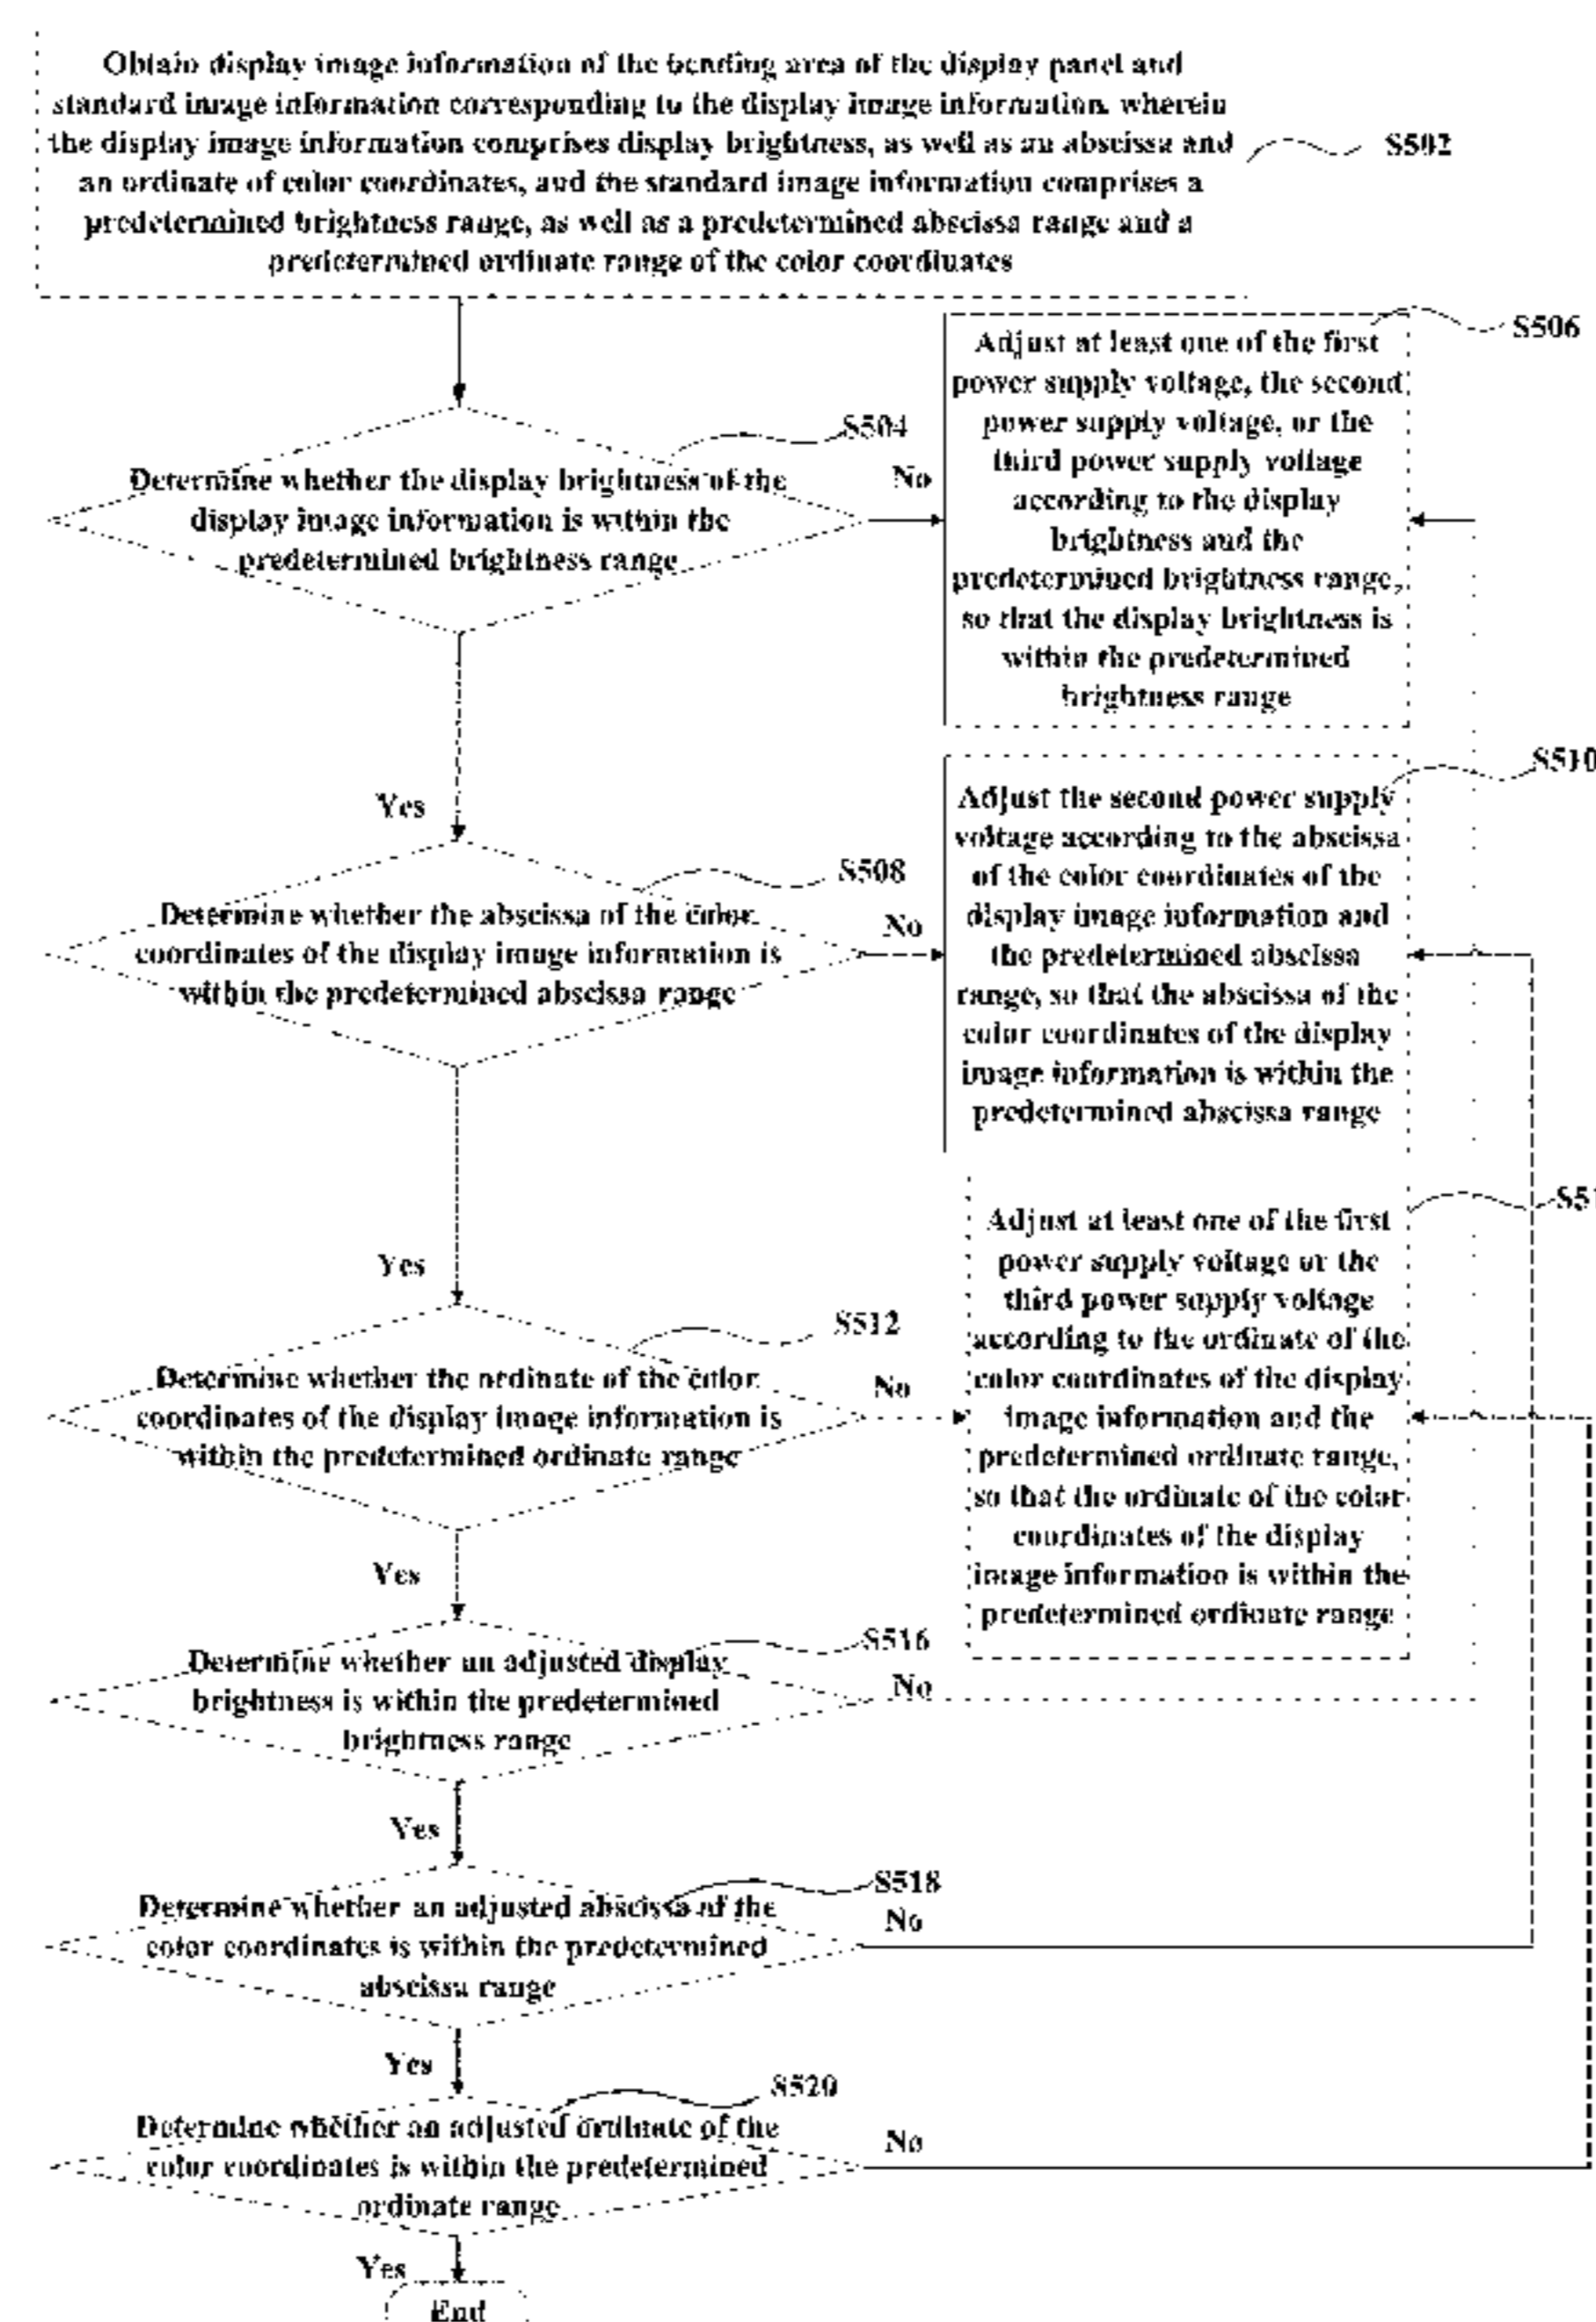 Obtain display image information of the bending area of the display panel and
standard image information corresponding to the display image information, wherein
the display image information comprises display brightness, as well as an abscissa and
an ordinate of color coordinates, and the standard image information comprises a
predetermined brightness range, as well as a predetermined abscissa range and a
predetermined ordinate range of the color coordinates
S502
S504
Determine whether the display brightness of the
display image information is within the
predetermined brightness range
No
Yes
S506
Adjust at least one of the first
power supply voltage, the second
power supply voltage, or the
third power supply voltage
according to the display
brightness and the
predetermined brightness range,
so that the display brightness is
within the predetermined
brightness range
S508
Determine whether the abscissa of the color
coordinates of the display image information is
within the predetermined abscissa range
No
Yes
S510
Adjust the second power supply
voltage according to the abscissa
of the color coordinates of the
display image information and
the predetermined abscissa
range, so that the abscissa of the
color coordinates of the display
image information is within the
predetermined abscissa range
S512
Determine whether the ordinate of the color
coordinates of the display image information is
within the predetermined ordinate range
No
Yes
S51
Adjust at least one of the first
power supply voltage or the
third power supply voltage
according to the ordinate of the
color coordinates of the display
image information and the
predetermined ordinate range,
so that the ordinate of the color
coordinates of the display
image information is within the
predetermined ordinate range
S516
Determine whether an adjusted display
brightness is within the predetermined
brightness range
No
Yes
S518
Determine whether an adjusted abscissa of the
color coordinates is within the predetermined
abscissa range
No
Yes
S520
Determine whether an adjusted ordinate of the
color coordinates is within the predetermined
ordinate range
No
Yes
End